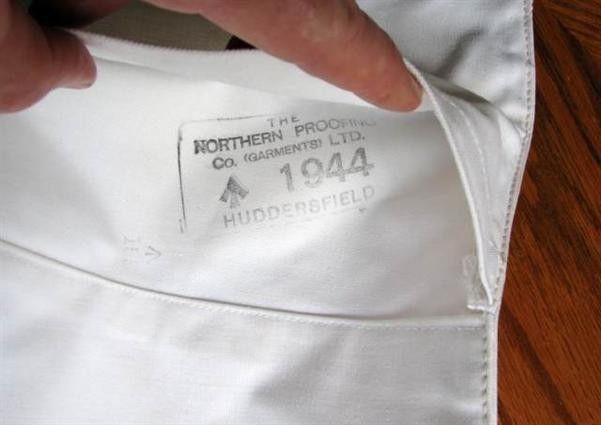 THE
NORTHERN PROOFING
CO. (GARMENTS) LTD.
1944
HUDDERSFIELD